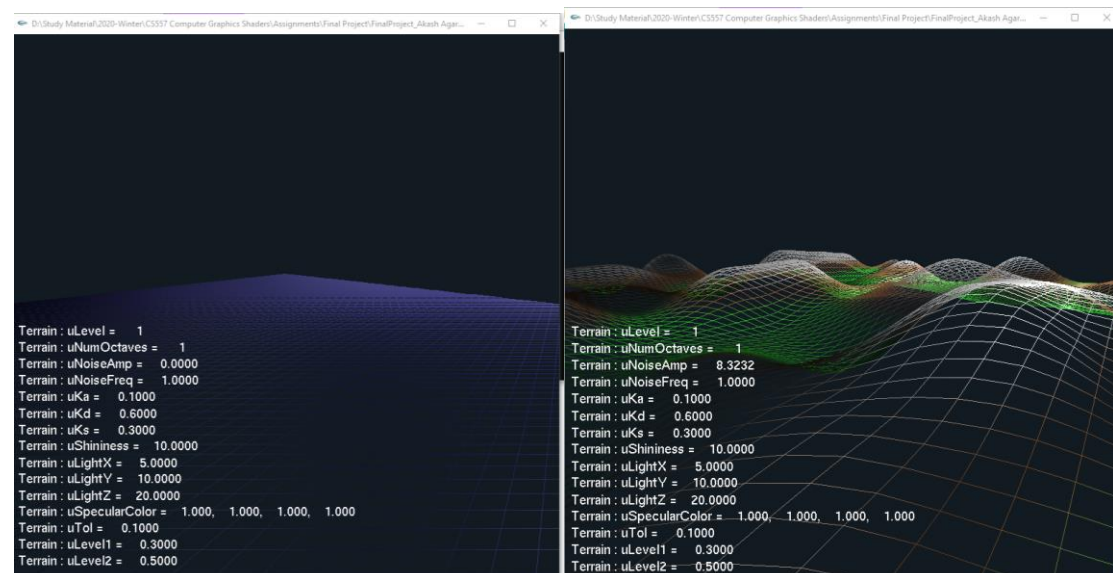 D:\Study Material\2020-Winter\CS557 Computer Graphics Shaders\Assignments\Final Project\FinalProject_Akash Agar...
Terrain : uLevel = 1
Terrain : uNumOctaves = 1
Terrain : uNoiseAmp = 0.0000
Terrain : uNoiseFreq = 1.0000
Terrain : uKa = 0.1000
Terrain : uKd = 0.6000
Terrain : uKs = 0.3000
Terrain : uShininess = 10.0000
Terrain : uLightX = 5.0000
Terrain : uLightY = 10.0000
Terrain : uLightZ = 20.0000
Terrain : uSpecularColor = 1.000, 1.000, 1.000, 1.000
Terrain : uTol = 0.1000
Terrain : uLevel1 = 0.3000
Terrain : uLevel2 = 0.5000
D:\Study Material\2020-Winter\CS557 Computer Graphics Shaders\Assignments\Final Project\FinalProject_Akash Agar...
Terrain : uLevel = 1
Terrain : uNumOctaves = 1
Terrain : uNoiseAmp = 8.3232
Terrain : uNoiseFreq = 1.0000
Terrain : uKa = 0.1000
Terrain : uKd = 0.6000
Terrain : uKs = 0.3000
Terrain : uShininess = 10.0000
Terrain : uLightX = 5.0000
Terrain : uLightY = 10.0000
Terrain : uLightZ = 20.0000
Terrain : uSpecularColor = 1.000, 1.000, 1.000, 1.000
Terrain : uTol = 0.1000
Terrain : uLevel1 = 0.3000
Terrain : uLevel2 = 0.5000